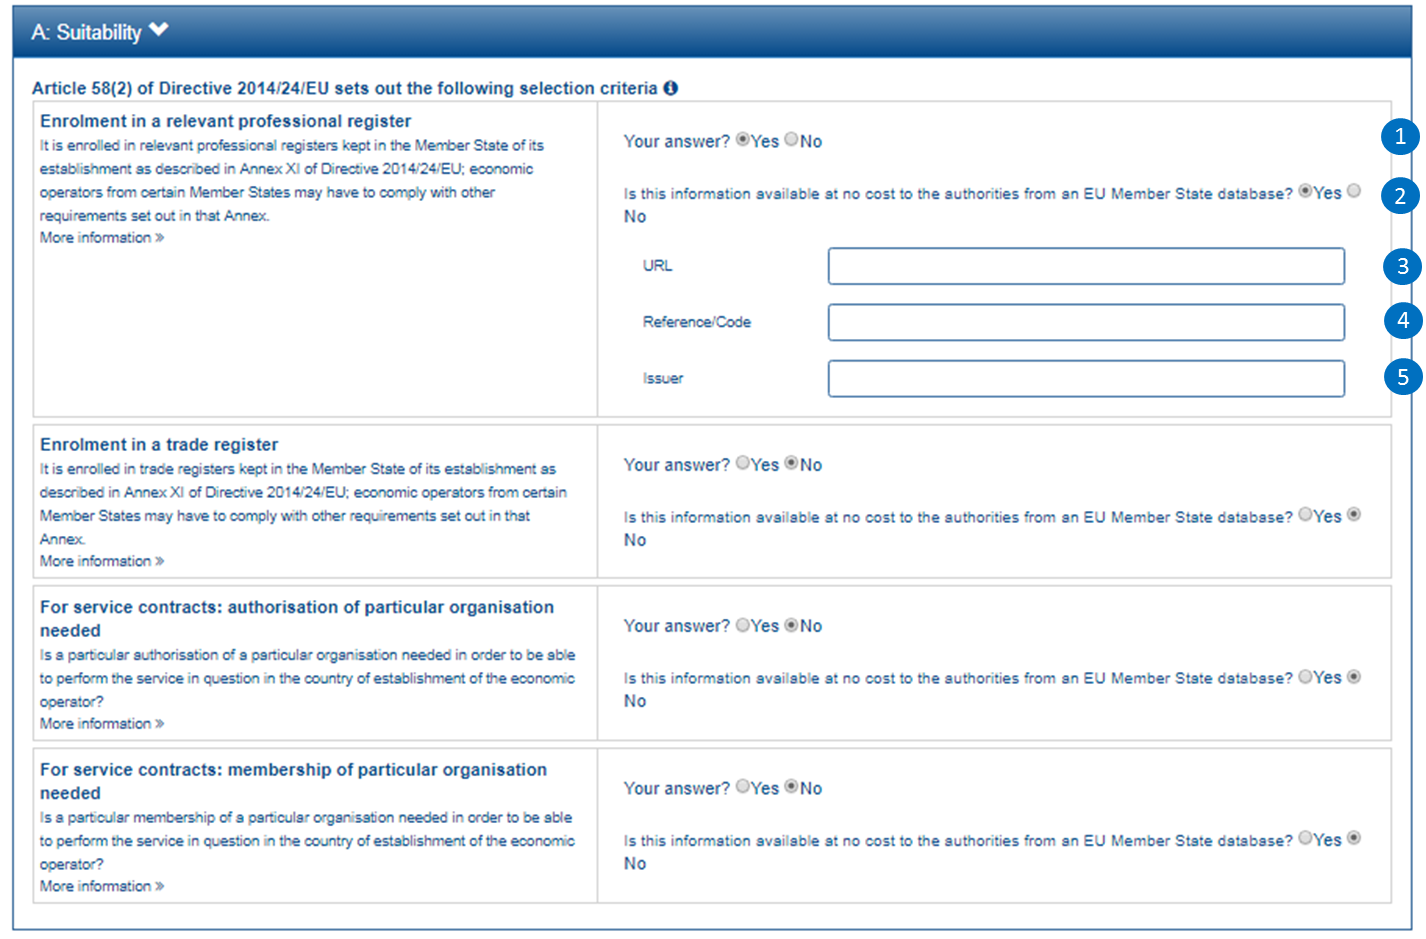 A: Suitability
Article 58(2) of Directive 2014/24/EU sets out the following selection criteria
Enrolment in a relevant professional register
It is enrolled in relevant professional registers kept in the Member State of its
establishment as described in Annex XI of Directive 2014/24/EU; economic
operators from certain Member States may have to comply with other
requirements set out in that Annex.
More information »
Your answer? Yes No
1
Is this information available at no cost to the authorities from an EU Member State database? Yes
No
2
URL
3
Reference/Code
4
Issuer
5
Enrolment in a trade register
It is enrolled in trade registers kept in the Member State of its establishment as
described in Annex XI of Directive 2014/24/EU; economic operators from certain
Member States may have to comply with other requirements set out in that
Annex.
More information »
Your answer? Yes No
Is this information available at no cost to the authorities from an EU Member State database? Yes
No
For service contracts: authorisation of particular organisation
needed
Is a particular authorisation of a particular organisation needed in order to be able
to perform the service in question in the country of establishment of the economic
operator?
More information »
Your answer? Yes No
Is this information available at no cost to the authorities from an EU Member State database? Yes
No
For service contracts: membership of particular organisation
needed
Is a particular membership of a particular organisation needed in order to be able
to perform the service in question in the country of establishment of the economic
operator?
More information »
Your answer? Yes No
Is this information available at no cost to the authorities from an EU Member State database? Yes
No